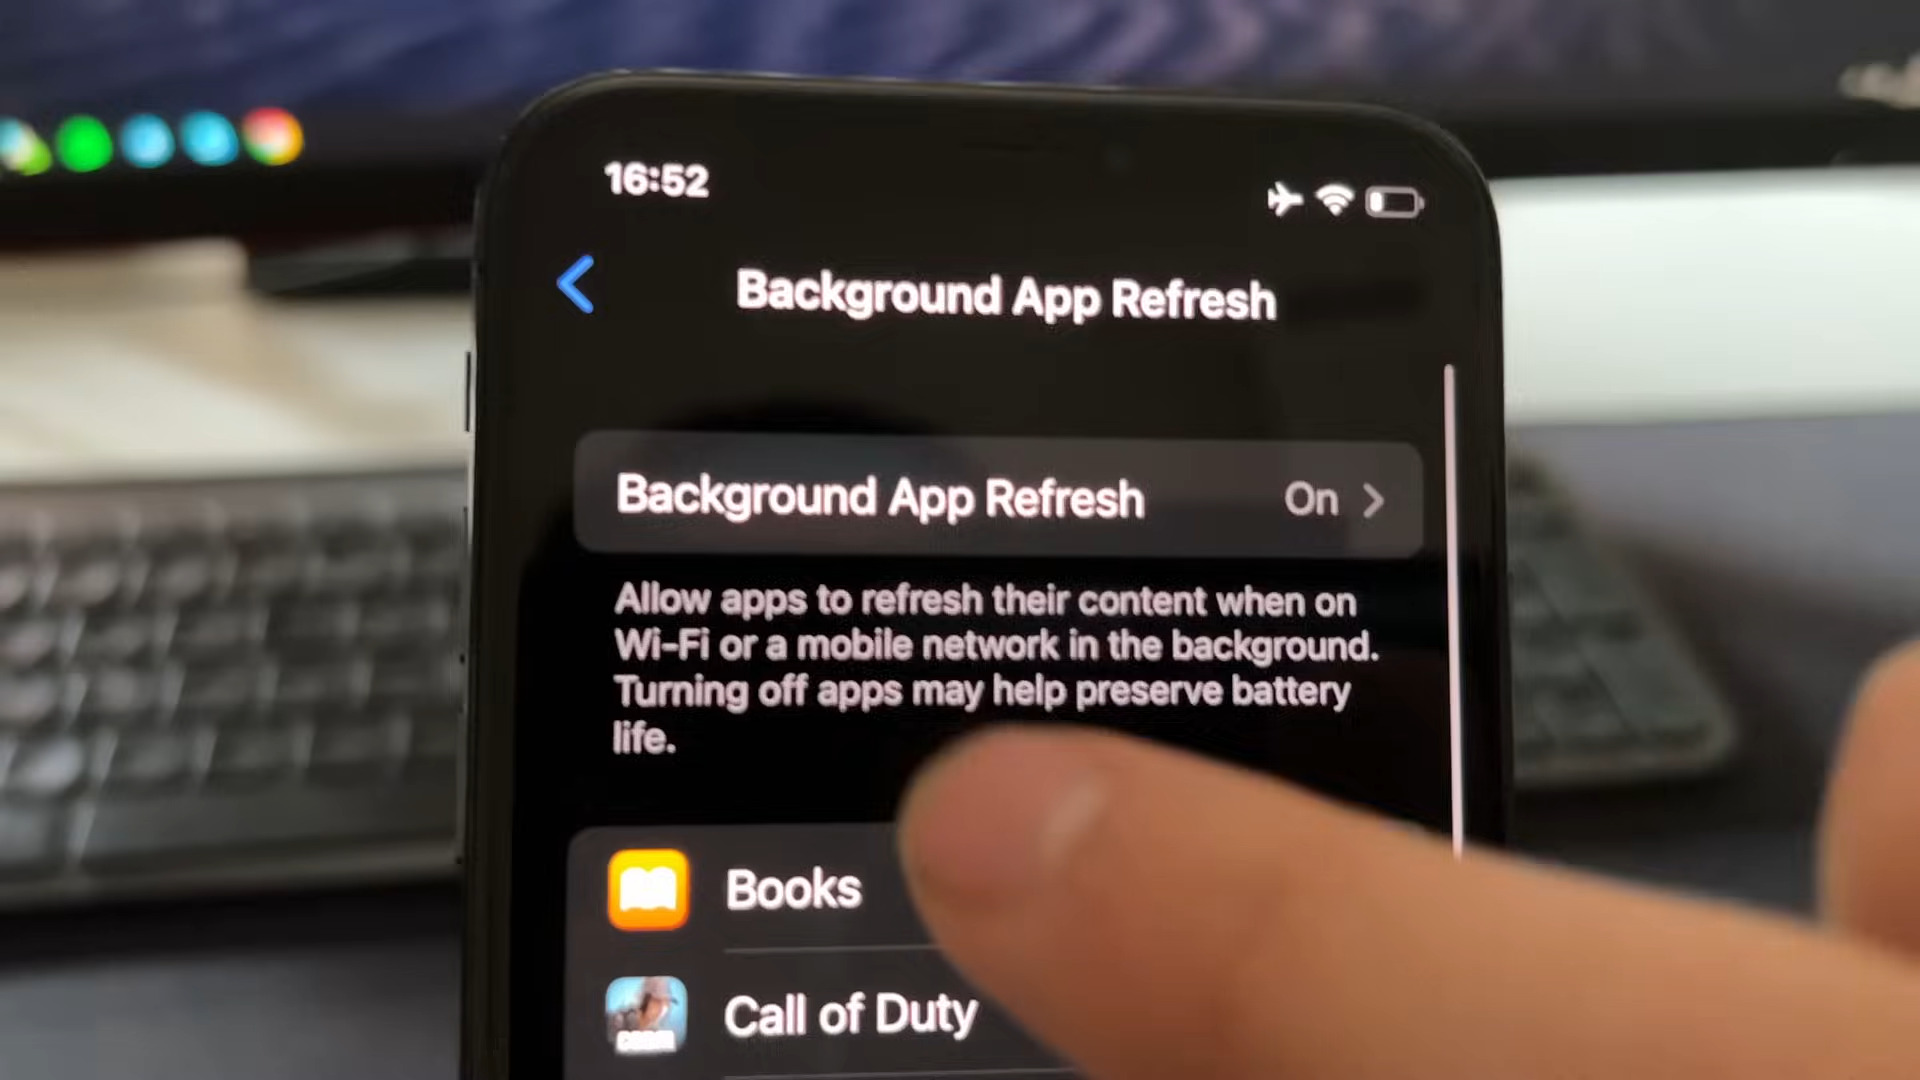 16:52
Background App Refresh
Background App Refresh On
Allow apps to refresh their content when on
Wi-Fi or a mobile network in the background.
Turning off apps may help preserve battery
life.
Books
Call of Duty